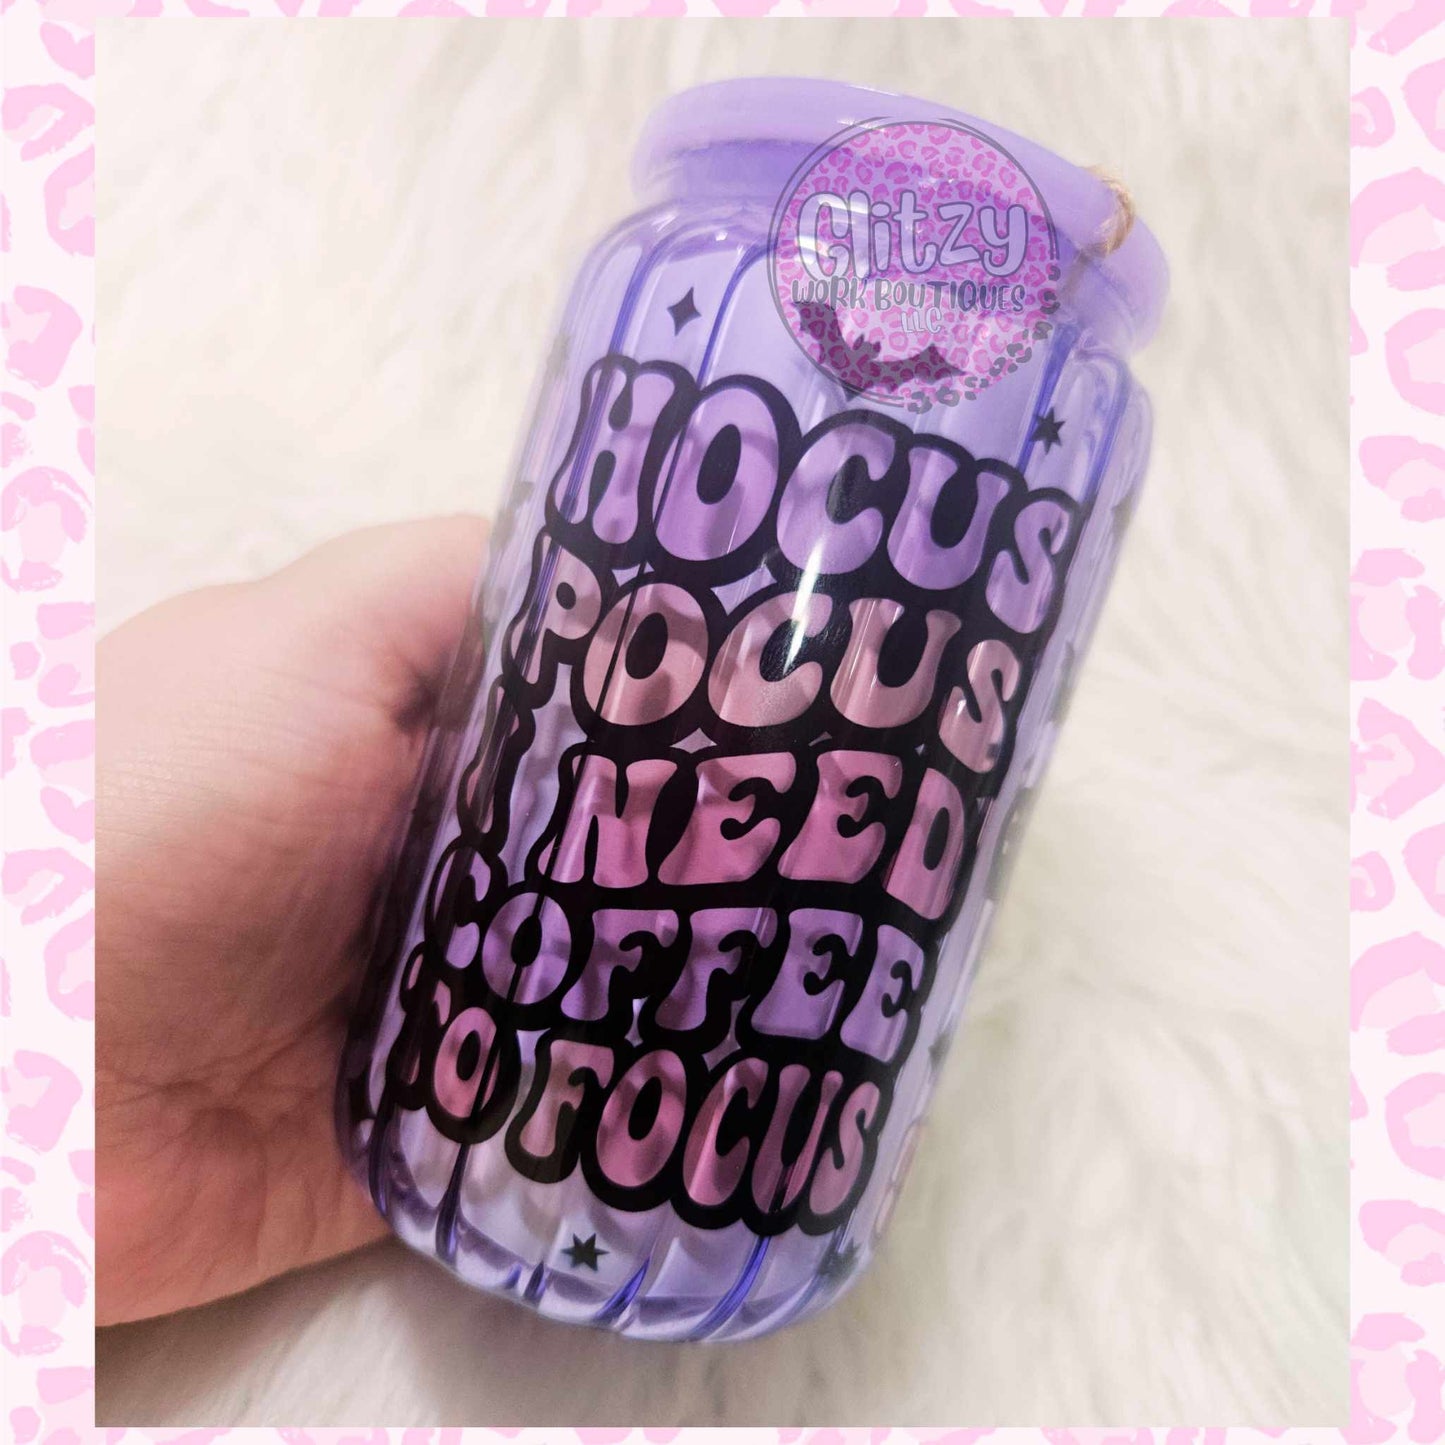 Glitzy
WORK BOUTIQUES
LLC
HOCUS
POCUS
I NEED
COFFEE
TO FOCUS